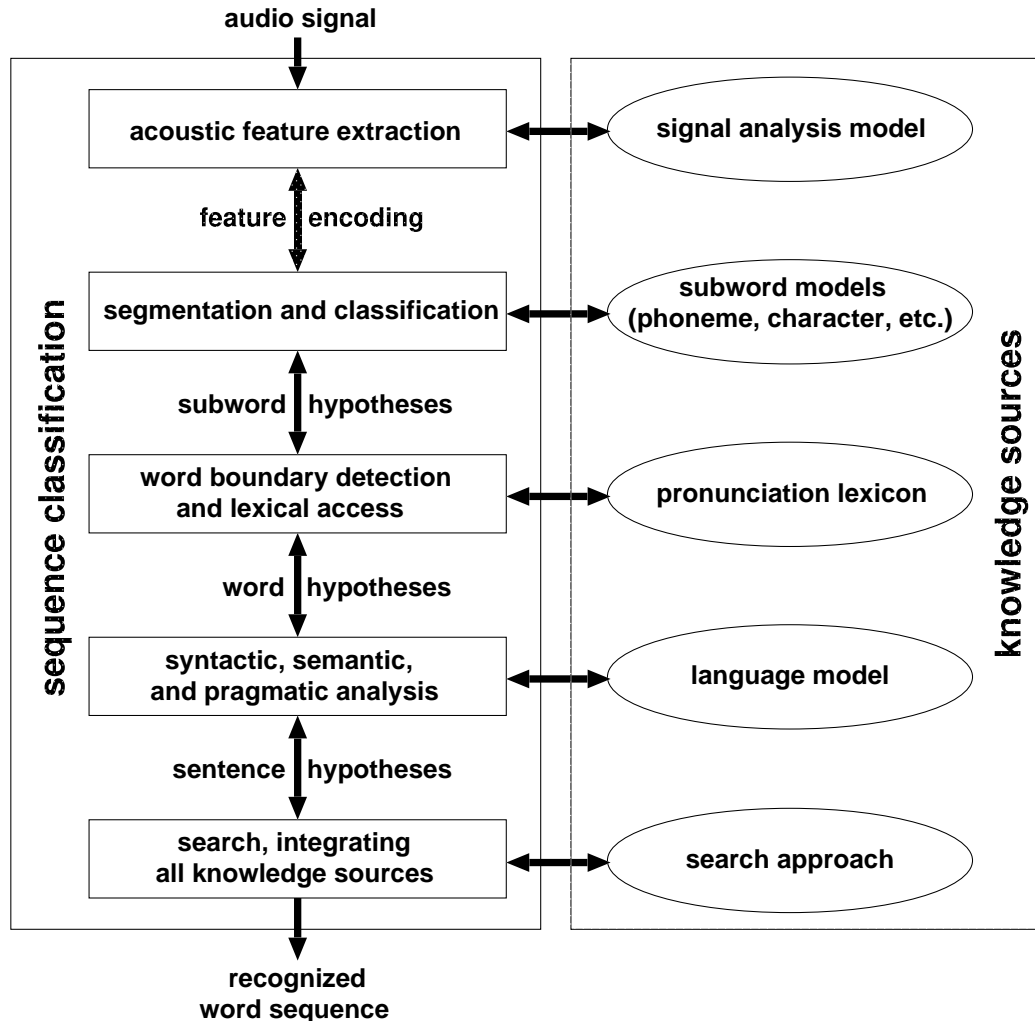 audio signal
acoustic feature extraction
signal analysis model
feature encoding
segmentation and classification
subword models
(phoneme, character, etc.)
subword hypotheses
word boundary detection
and lexical access
pronunciation lexicon
word hypotheses
syntactic, semantic,
and pragmatic analysis
language model
sentence hypotheses
search, integrating
all knowledge sources
search approach
recognized
word sequence
sequence classification
knowledge sources